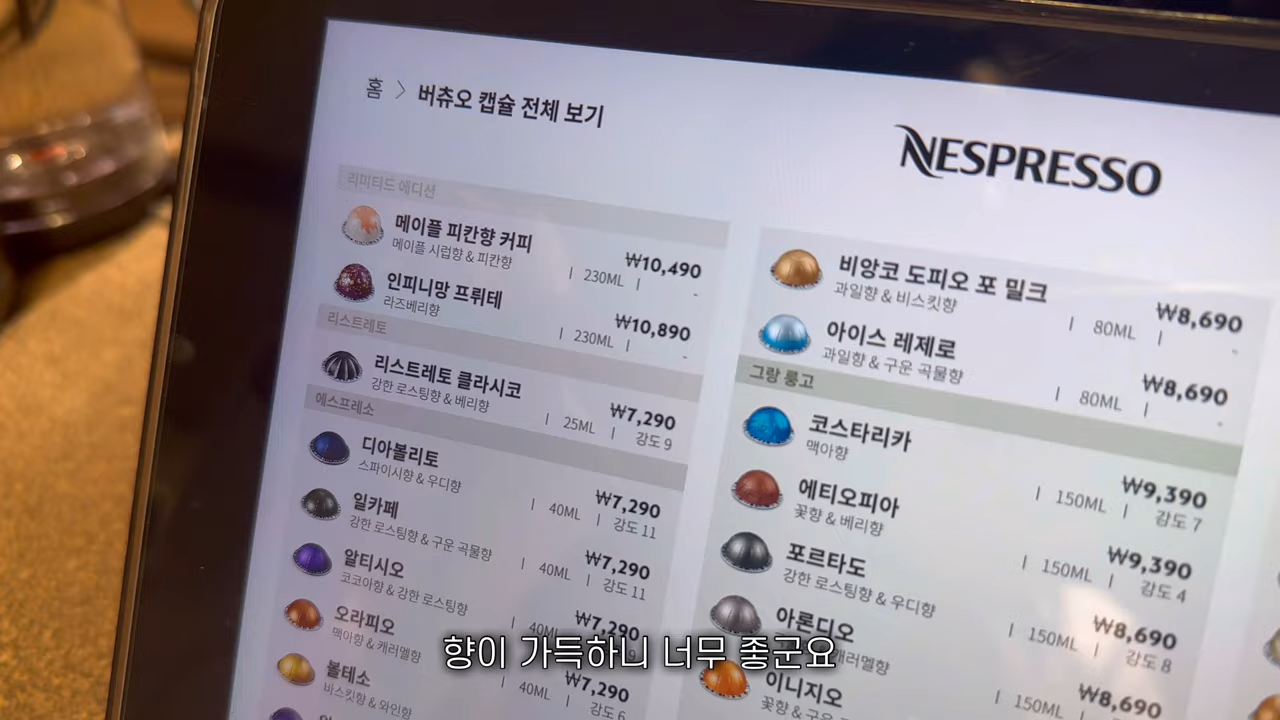 홈 > 버츄오 캡슐 전체 보기
NESPRESSO
리미티드 에디션
메이플 피칸향 커피
메이플 시럽향 & 피칸향
₩10,490
| 230ML | -
인피니망 프뤼테
라즈베리향
₩10,890
| 230ML | -
리스트레토
리스트레토 클라시코
강한 로스팅향 & 베리향
₩7,290
| 25ML | 강도 9
에스프레소
디아볼리토
스파이시향 & 우디향
₩7,290
| 40ML | 강도 11
일카페
강한 로스팅향 & 구운 곡물향
₩7,290
| 40ML | 강도 11
알티시오
코코아향 & 강한 로스팅향
₩7,290
| 40ML |
오라피오
맥아향 & 캐러멜향
₩7,290
| 40ML | 강도 6
볼테소
비스킷향 & 와인향
비앙코 도피오 포 밀크
과일향 & 비스킷향
₩8,690
| 80ML | -
아이스 레제로
과일향 & 구운 곡물향
₩8,690
| 80ML | -
그랑 룽고
코스타리카
맥아향
₩9,390
| 150ML | 강도 7
에티오피아
꽃향 & 베리향
₩9,390
| 150ML | 강도 4
포르타도
강한 로스팅향 & 우디향
₩8,690
| 150ML | 강도 8
아론디오
캐러멜향
₩8,690
| 150ML |
이니지오
꽃향 & 구운
향이 가득하니 너무 좋군요